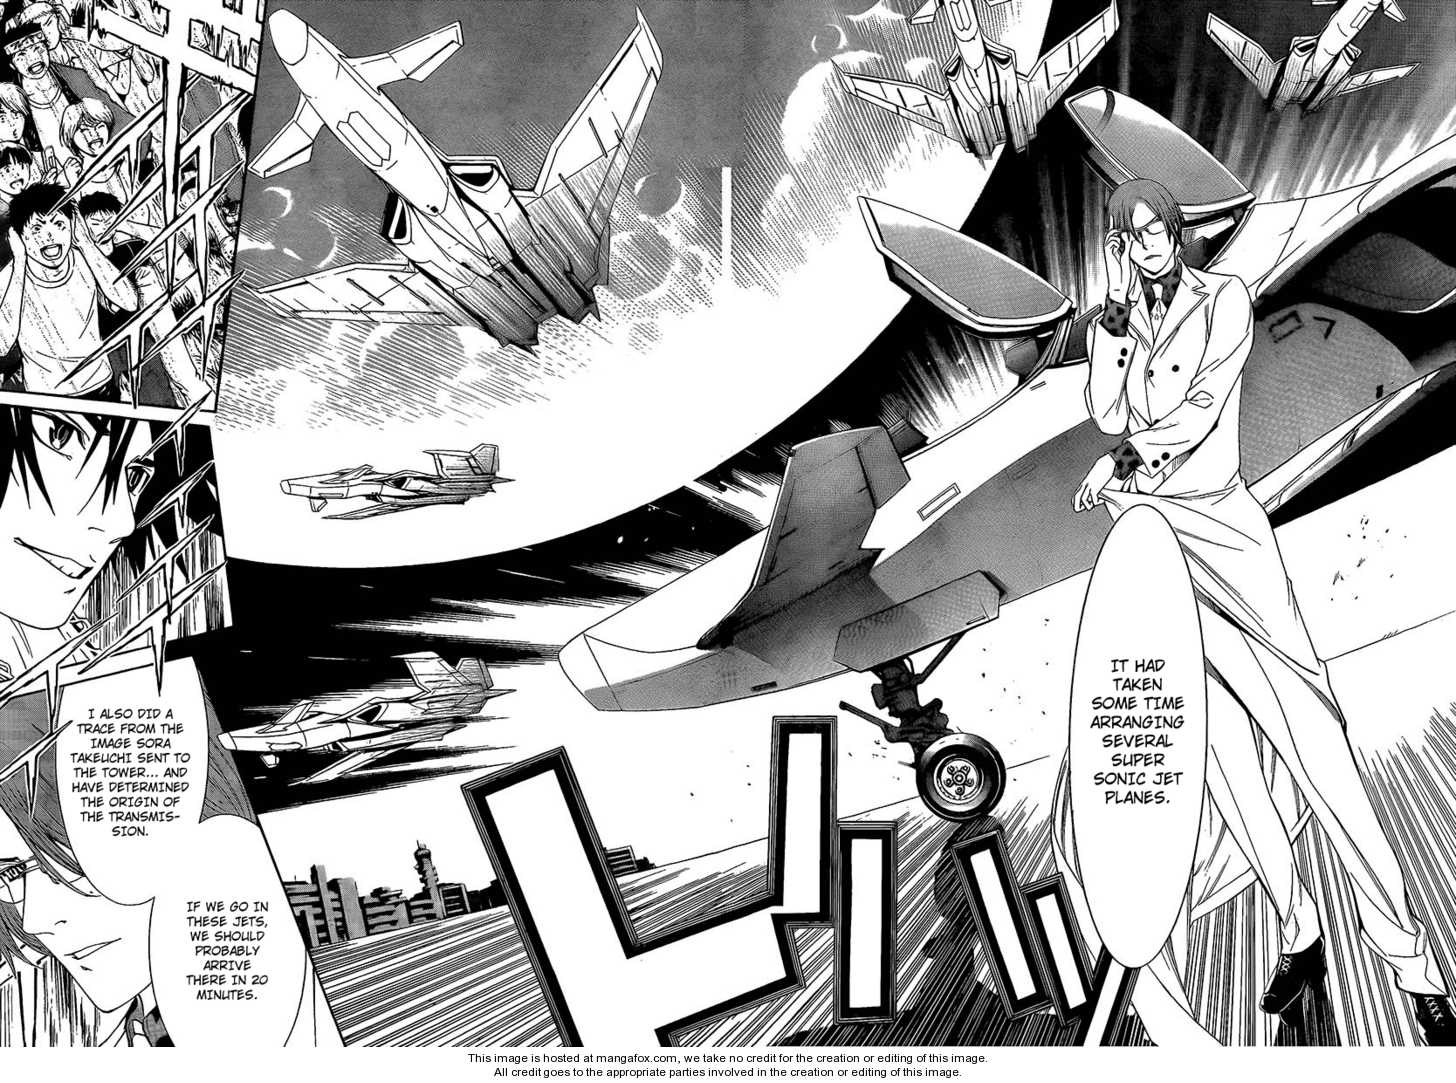 IT HAD
TAKEN
SOME TIME
ARRANGING
SEVERAL
SUPER
SONIC JET
PLANES.
I ALSO DID A
TRACE FROM THE
IMAGE SORA
TAKEUCHI SENT TO
THE TOWER... AND
HAVE DETERMINED
THE ORIGIN OF
THE TRANSMIS-
SION.
IF WE GO IN
THESE JETS,
WE SHOULD
PROBABLY
ARRIVE
THERE IN 20
MINUTES.
This image is hosted at mangafox.com, we take no credit for the creation or editing of this image.
All credit goes to the appropriate parties involved in the creation or editing of this image.